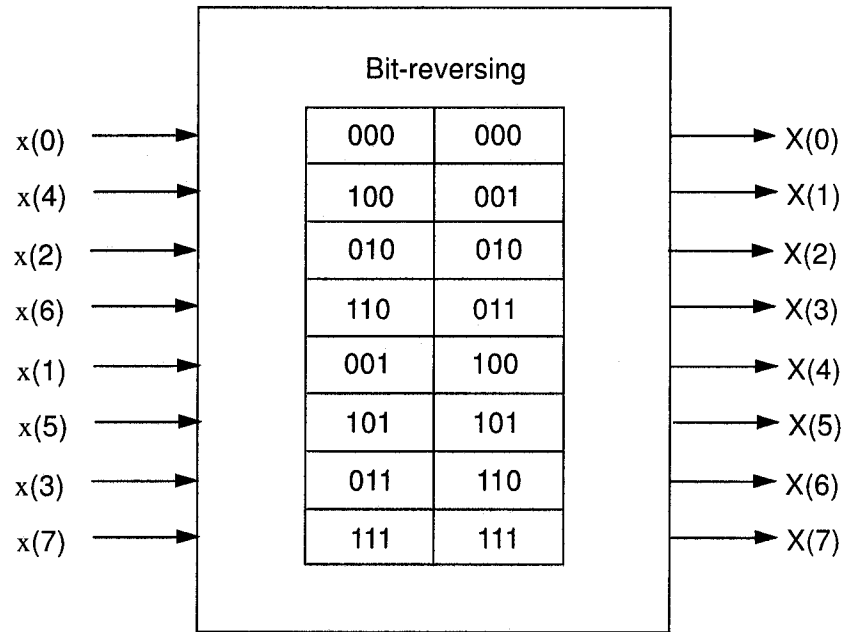 Bit-reversing
x(0) 000 000 X(0)
x(4) 100 001 X(1)
x(2) 010 010 X(2)
x(6) 110 011 X(3)
x(1) 001 100 X(4)
x(5) 101 101 X(5)
x(3) 011 110 X(6)
x(7) 111 111 X(7)